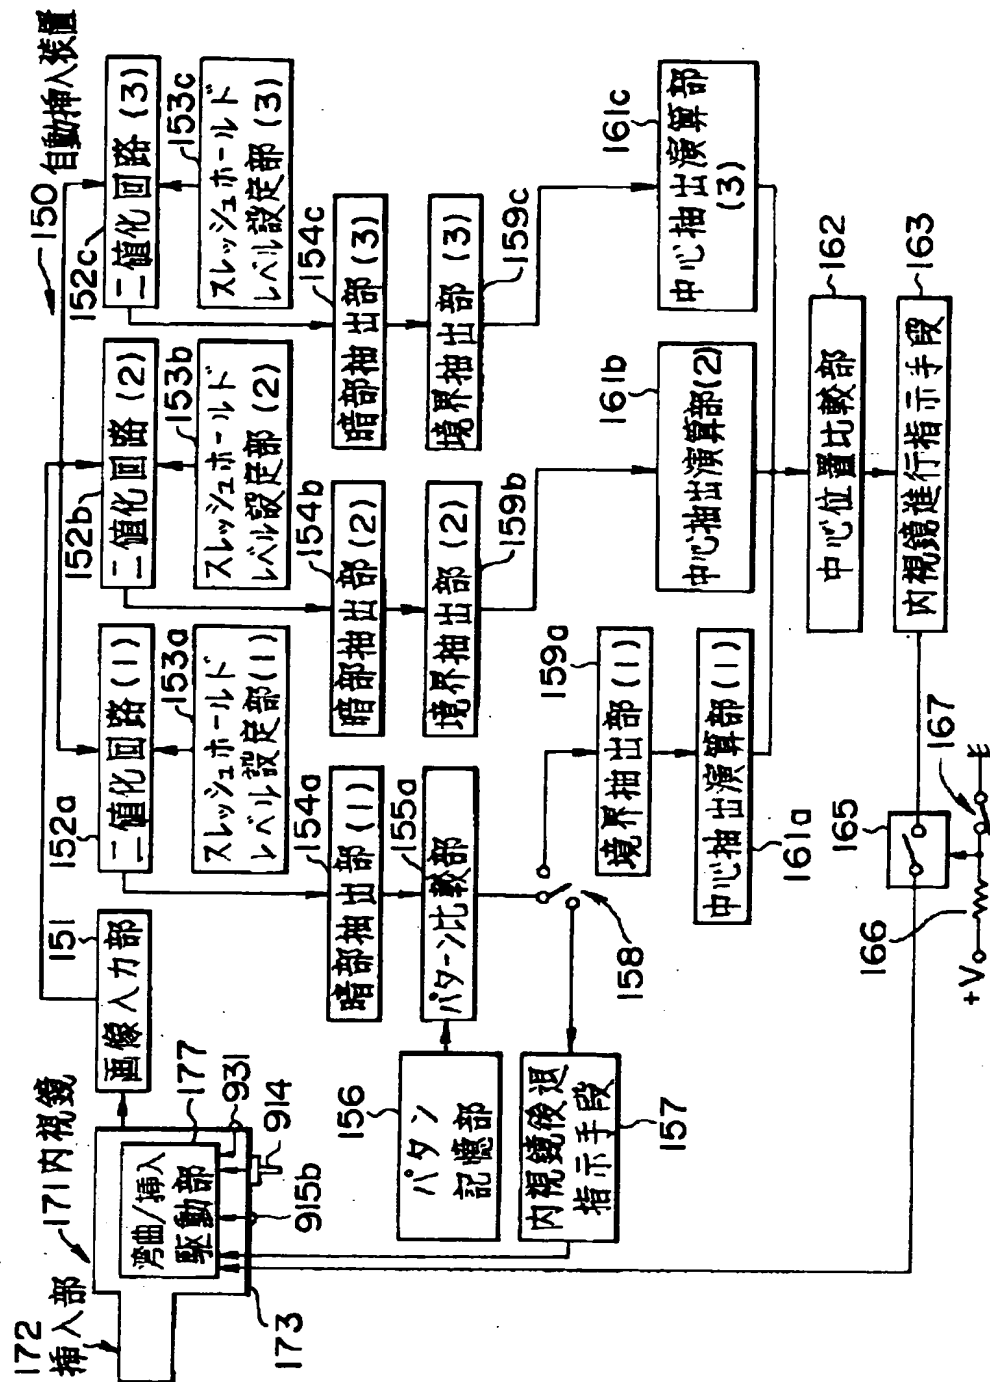 172
挿入部
171 内視鏡
湾曲/挿入
駆動部
177
931
914
915b
173
画像入力部
151
150 自動挿入装置
152a
二値化回路(1)
153a
スレッシュホールド
レベル設定部(1)
152b
二値化回路(2)
153b
スレッシュホールド
レベル設定部(2)
152c
二値化回路(3)
153c
スレッシュホールド
レベル設定部(3)
暗部抽出部(1)
154a
暗部抽出部(2)
154b
暗部抽出部(3)
154c
パターン比較部
155a
境界抽出部(2)
159b
境界抽出部(3)
159c
156
パタン
記憶部
内視鏡後退
指示手段
157
158
境界抽出部(1)
159a
中心抽出演算部(1)
161a
中心抽出演算部(2)
161b
中心抽出演算部
(3)
161c
中心位置比較部
162
内視鏡進行指示手段
163
165
167
166
+V